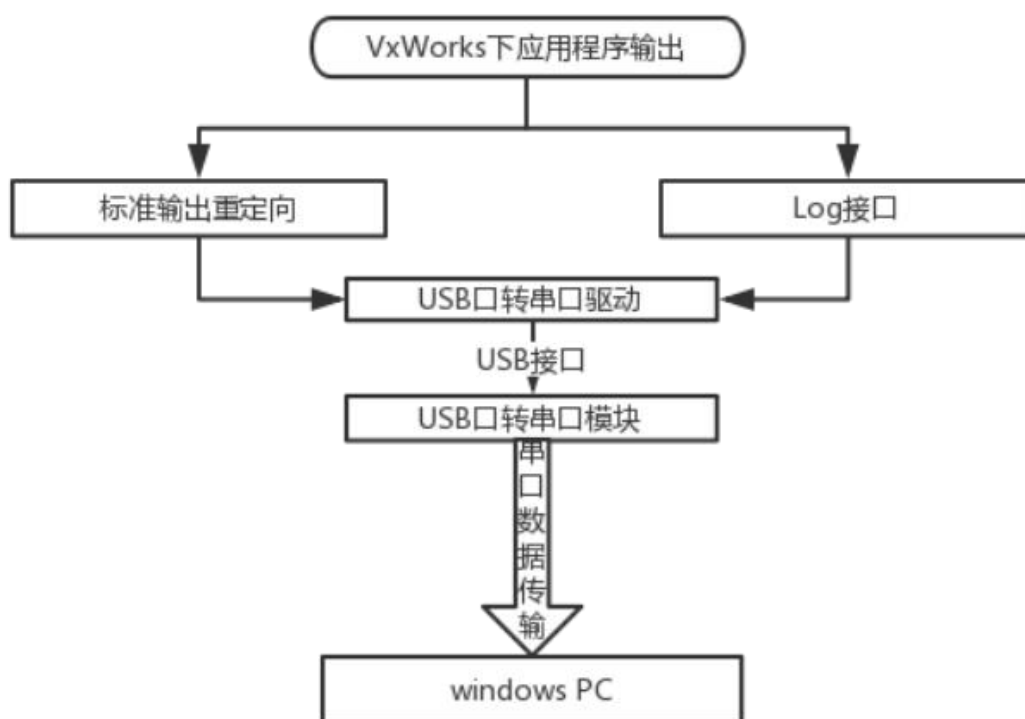 VxWorks下应用程序输出
标准输出重定向
Log接口
USB口转串口驱动
USB接口
USB口转串口模块
串口数据传输
windows PC